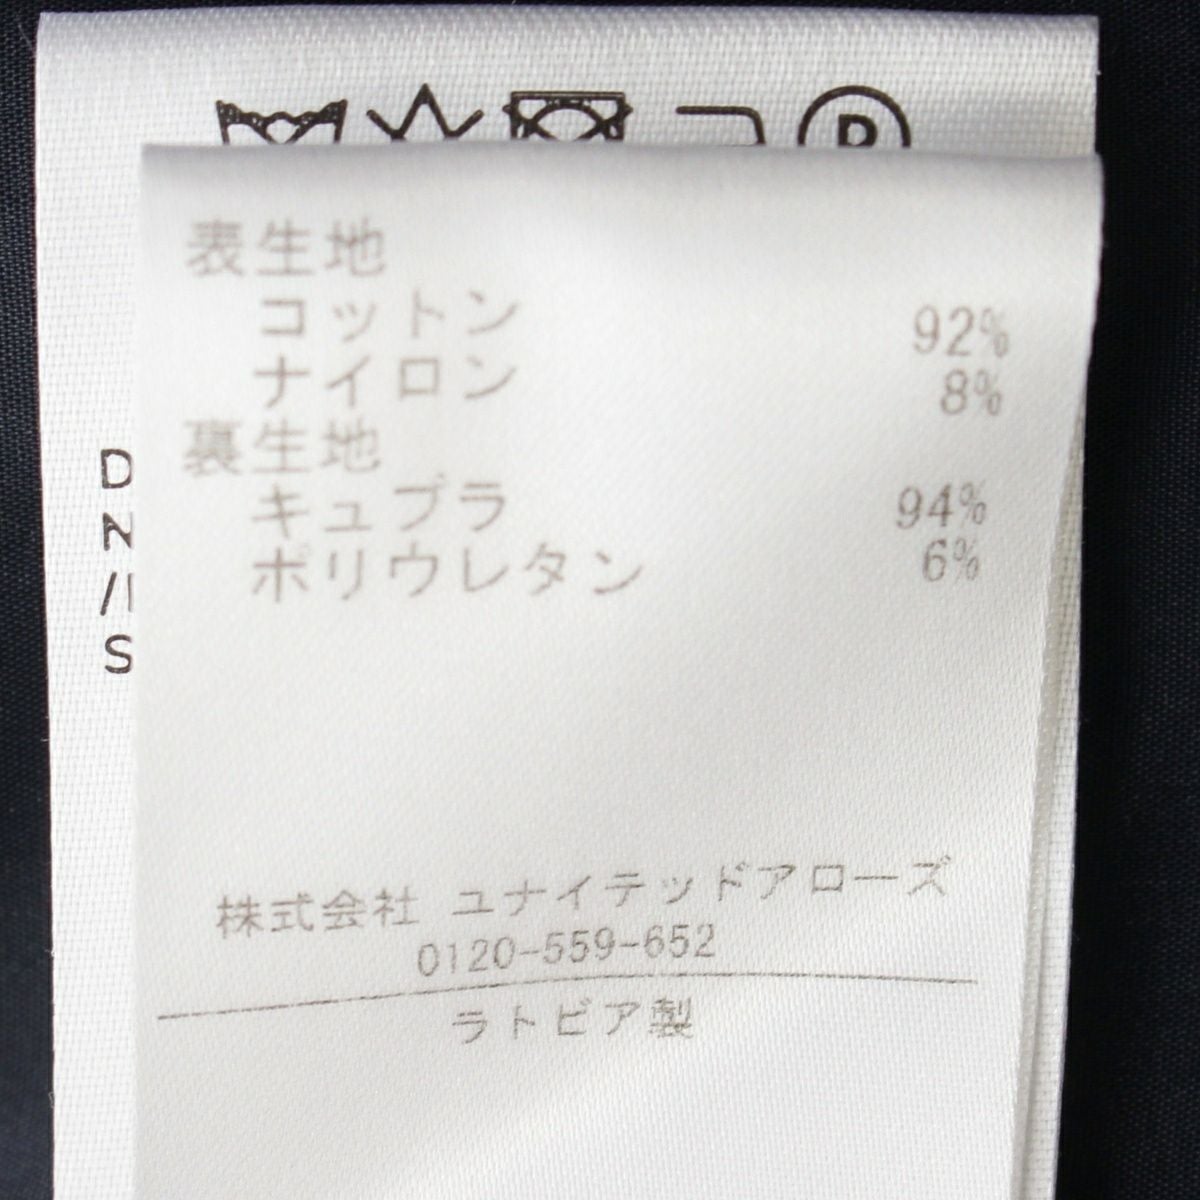 P
表生地
コットン 92%
ナイロン 8%
裏生地
キュプラ 94%
ポリウレタン 6%
D
N
S
株式会社 ユナイテッドアローズ
0120-559-652
ラトビア製